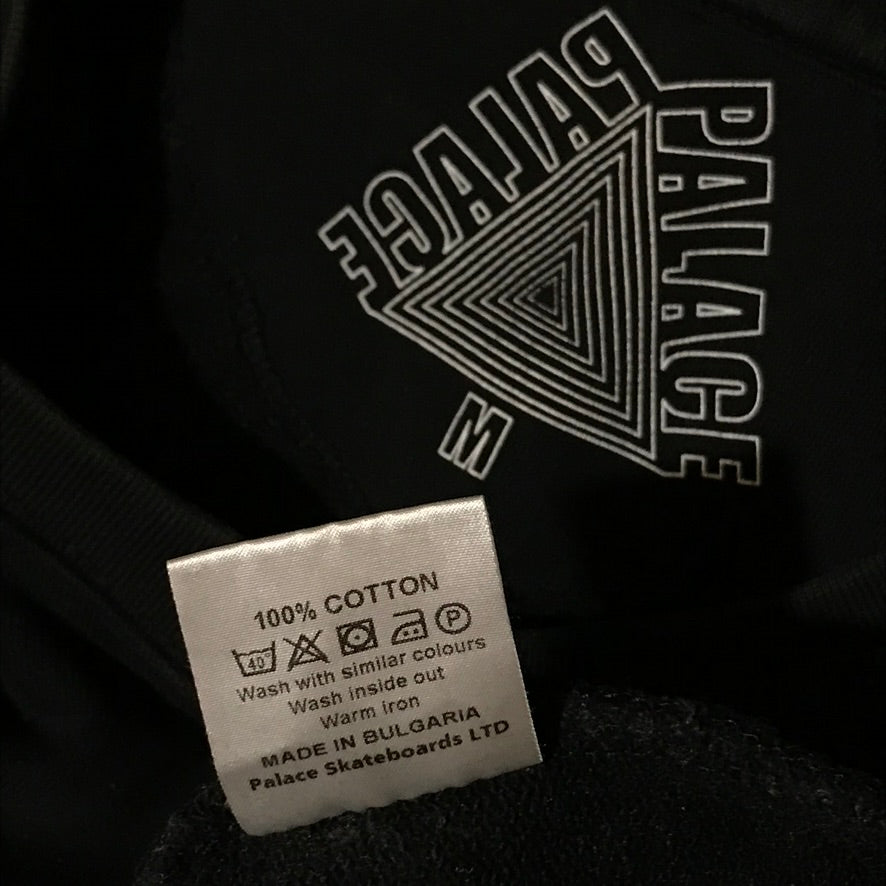 PALACE
PALACE
M
100% COTTON
40° P
Wash with similar colours
Wash inside out
Warm iron
MADE IN BULGARIA
Palace Skateboards LTD